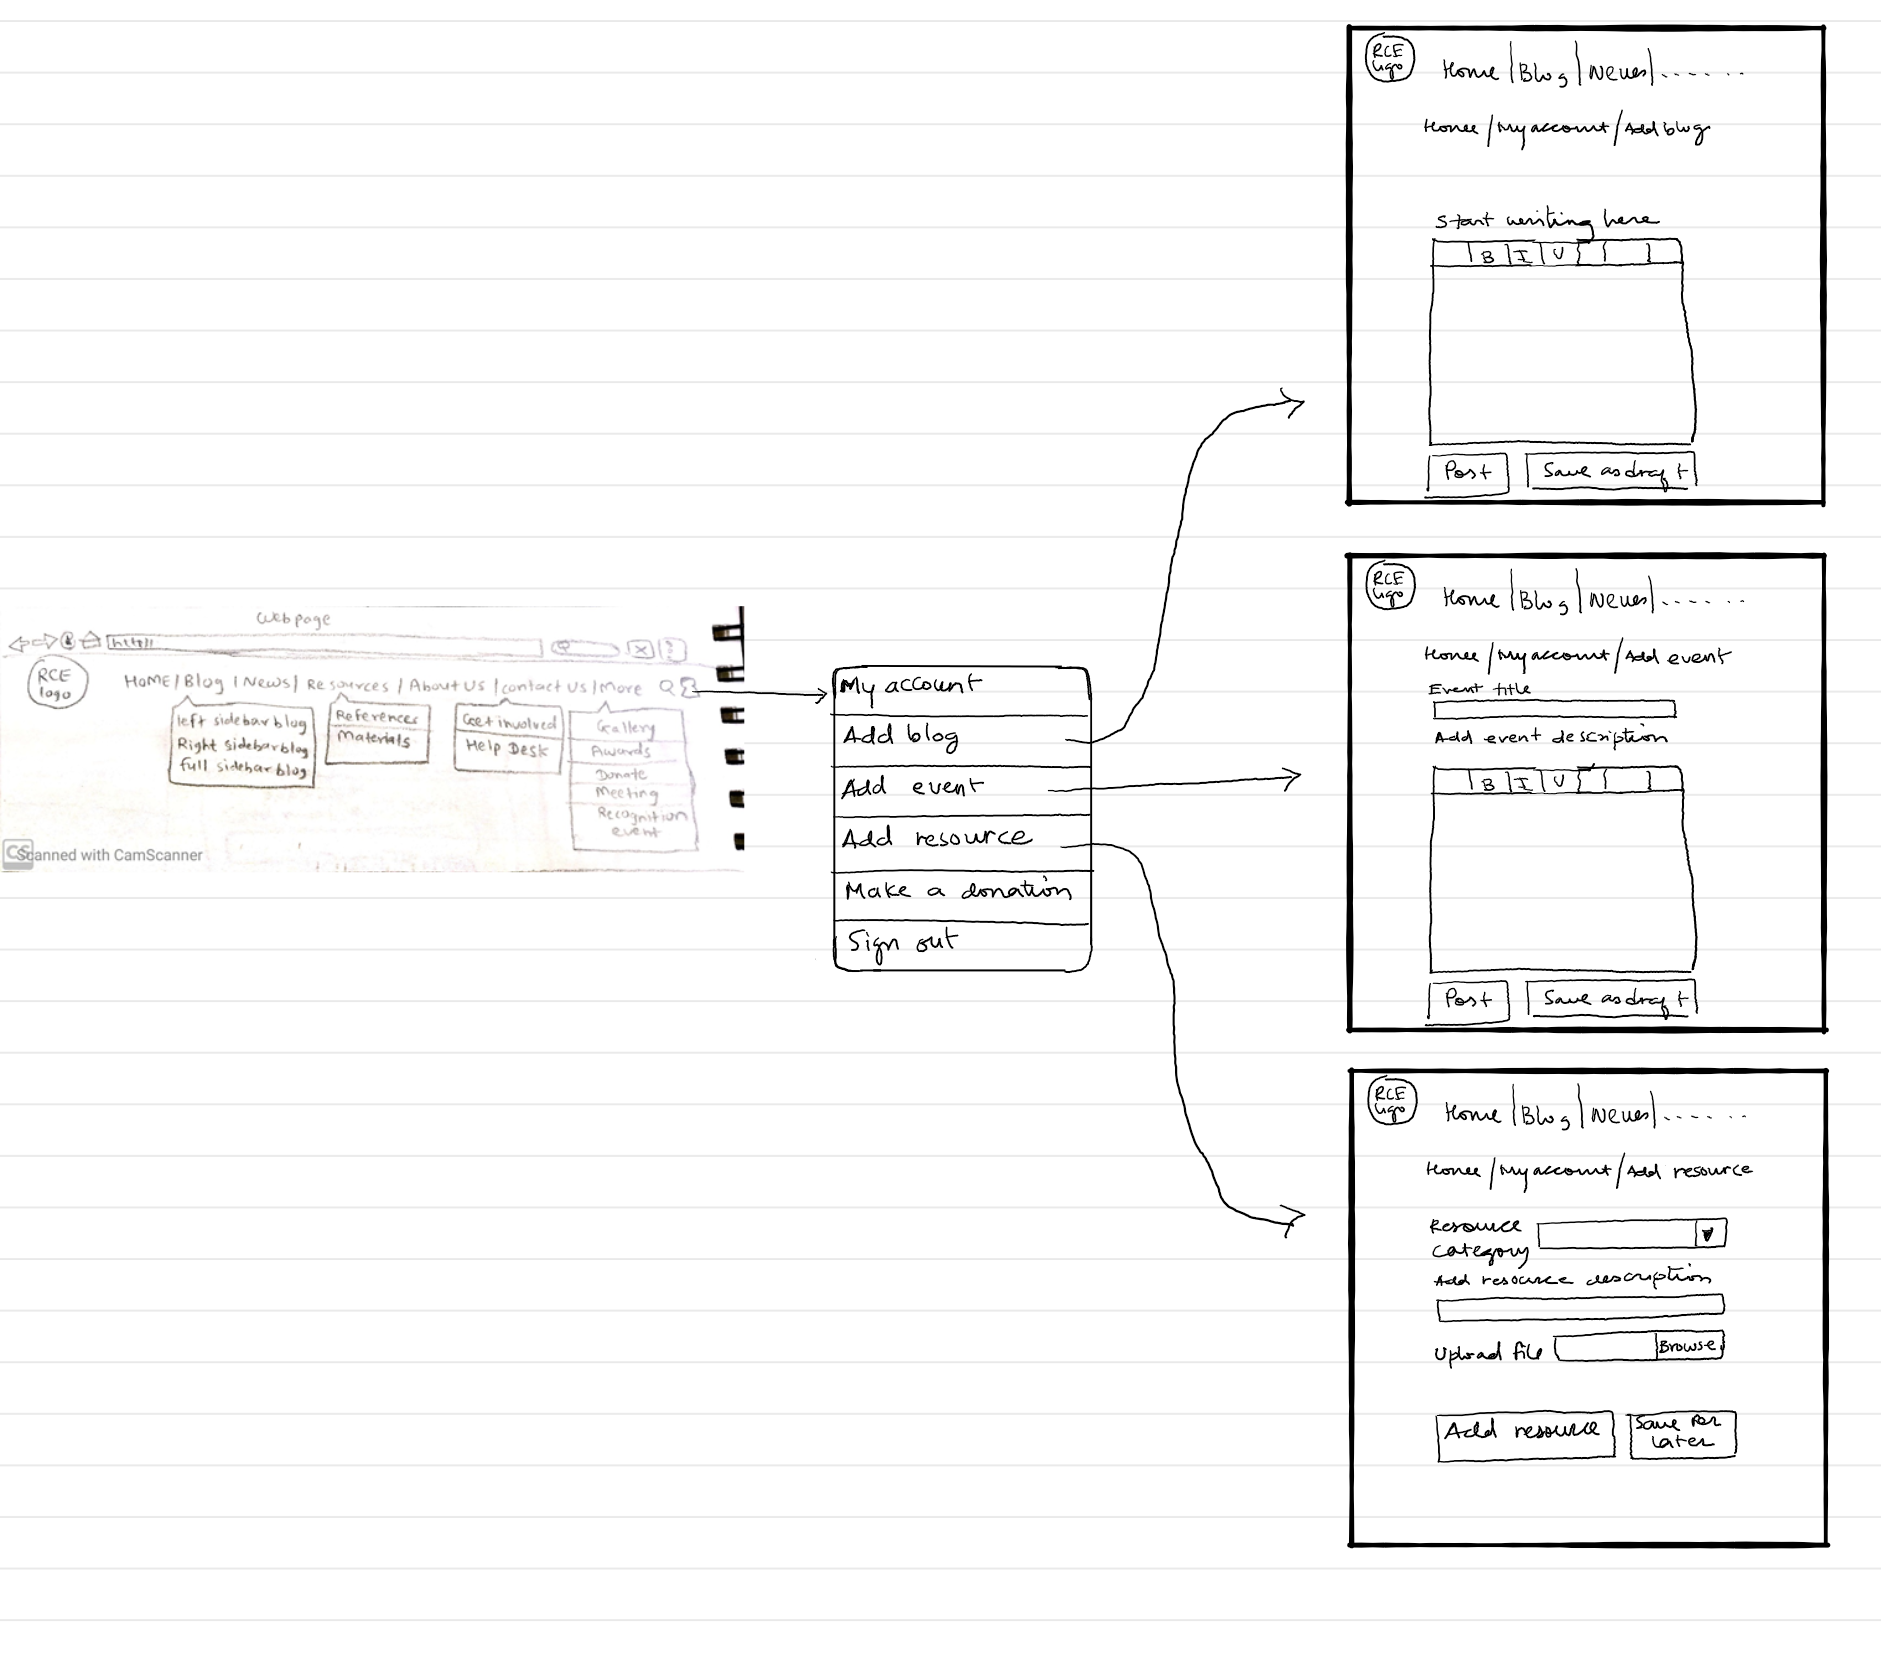 Webpage
http://
RCE
logo
HOME/Blog | News | Resources / About Us | contact Us | More
left sidebar blog
Right sidebar blog
full sidebar blog
References
Materials
Get involved
Help Desk
Gallery
Awards
Donate
Meeting
Recognition
event
CS
Scanned with CamScanner
My account
Add blog
Add event
Add resource
Make a donation
Sign out
RCE
logo
Home | Blog | News | .......
Home / My account / Add blog
Start writing here
B I U
Post
Save as draft
RCE
logo
Home | Blog | News | .......
Home / My account / Add event
Event title
Add event description
B I U
Post
Save as draft
RCE
logo
Home | Blog | News | .......
Home / My account / Add resource
Resource
category
Add resource description
Upload file
Browse
Add resource
Save for
later